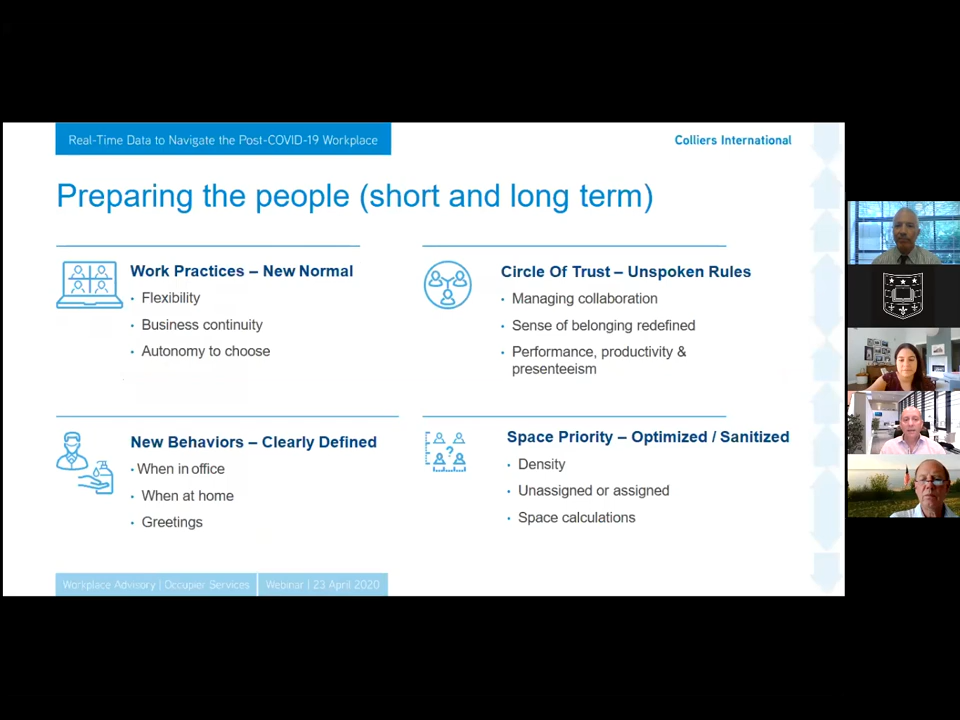 Real-Time Data to Navigate the Post-COVID-19 Workplace
Colliers International
Preparing the people (short and long term)
Work Practices – New Normal
• Flexibility
• Business continuity
• Autonomy to choose
Circle Of Trust – Unspoken Rules
• Managing collaboration
• Sense of belonging redefined
• Performance, productivity &
presenteeism
New Behaviors – Clearly Defined
• When in office
• When at home
• Greetings
Space Priority – Optimized / Sanitized
• Density
• Unassigned or assigned
• Space calculations
?
Workplace Advisory | Occupier Services
Webinar | 23 April 2020